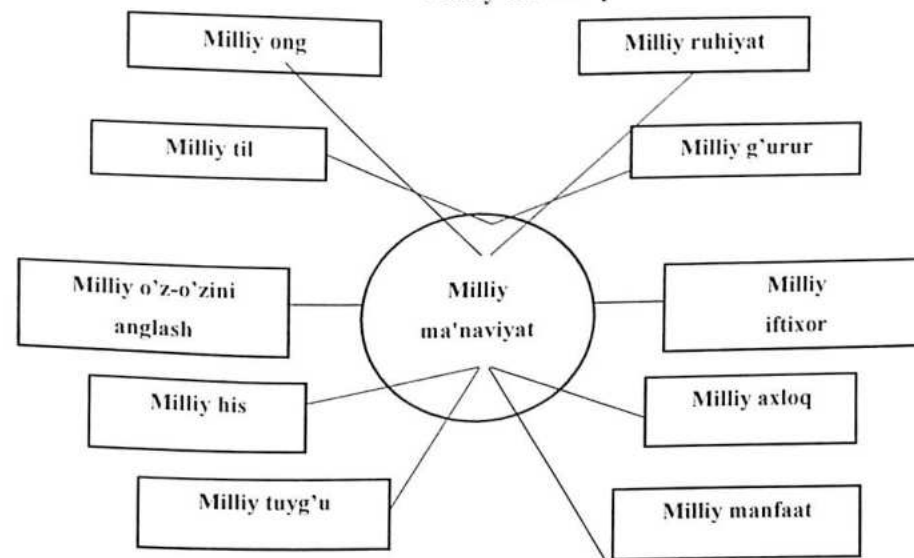 Milliy ong
Milliy ruhiyat
Milliy til
Milliy g'urur
Milliy o'z-o'zini
anglash
Milliy
ma'naviyat
Milliy
iftixor
Milliy his
Milliy axloq
Milliy tuyg'u
Milliy manfaat